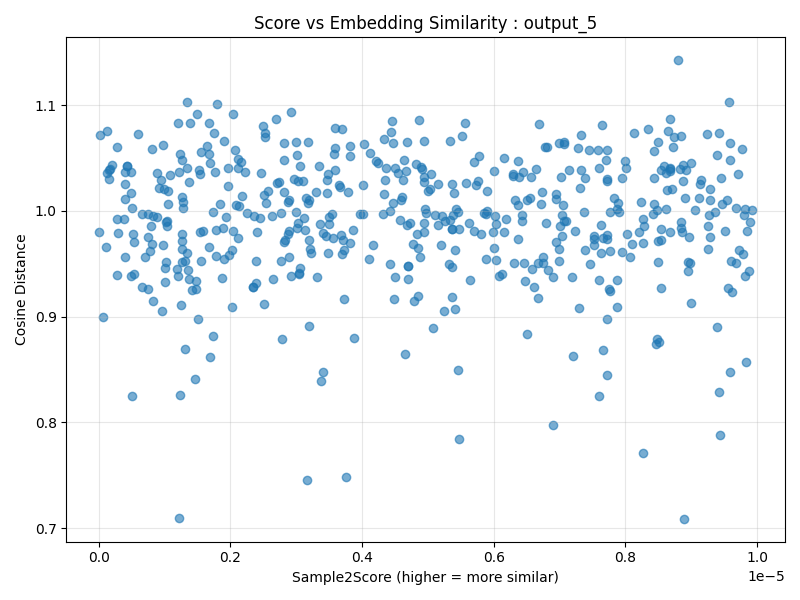 Score vs Embedding Similarity : output_5
Cosine Distance
1.1
1.0
0.9
0.8
0.7
0.0
0.2
0.4
0.6
0.8
1.0
1e−5
Sample2Score (higher = more similar)